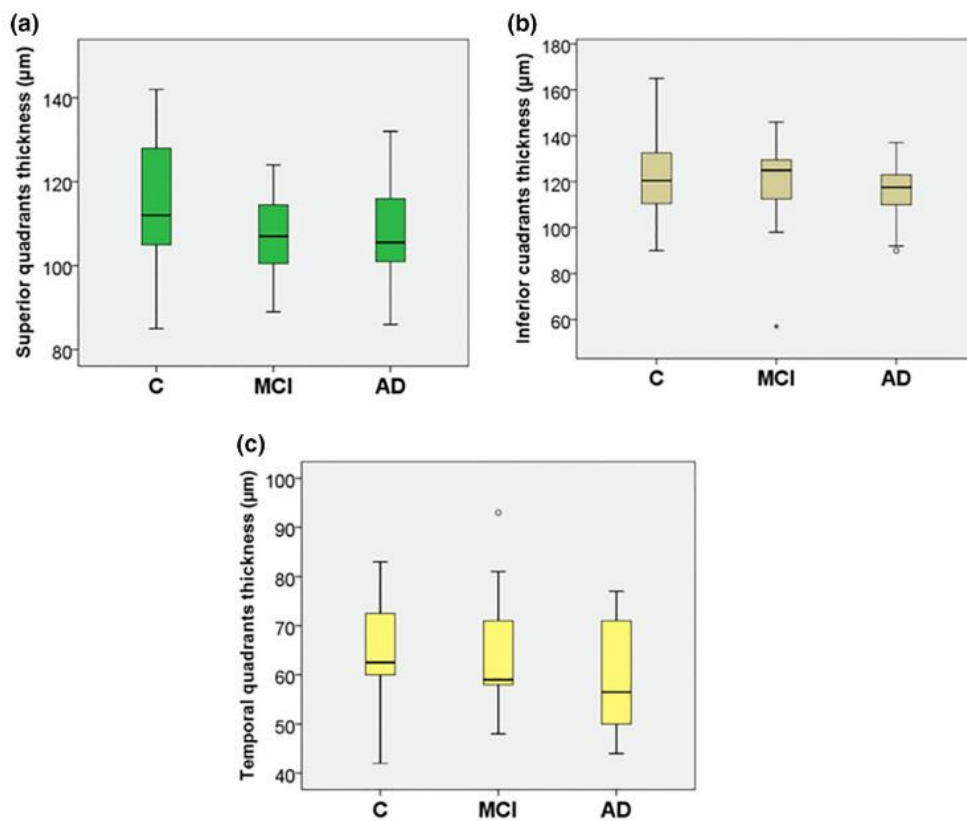 (a)
Superior quadrants thickness (µm)
140
120
100
80
C MCI AD
(b)
Inferior cuadrants thickness (µm)
180
160
140
120
100
80
60
C MCI AD
(c)
Temporal quadrants thickness (µm)
100
90
80
70
60
50
40
C MCI AD